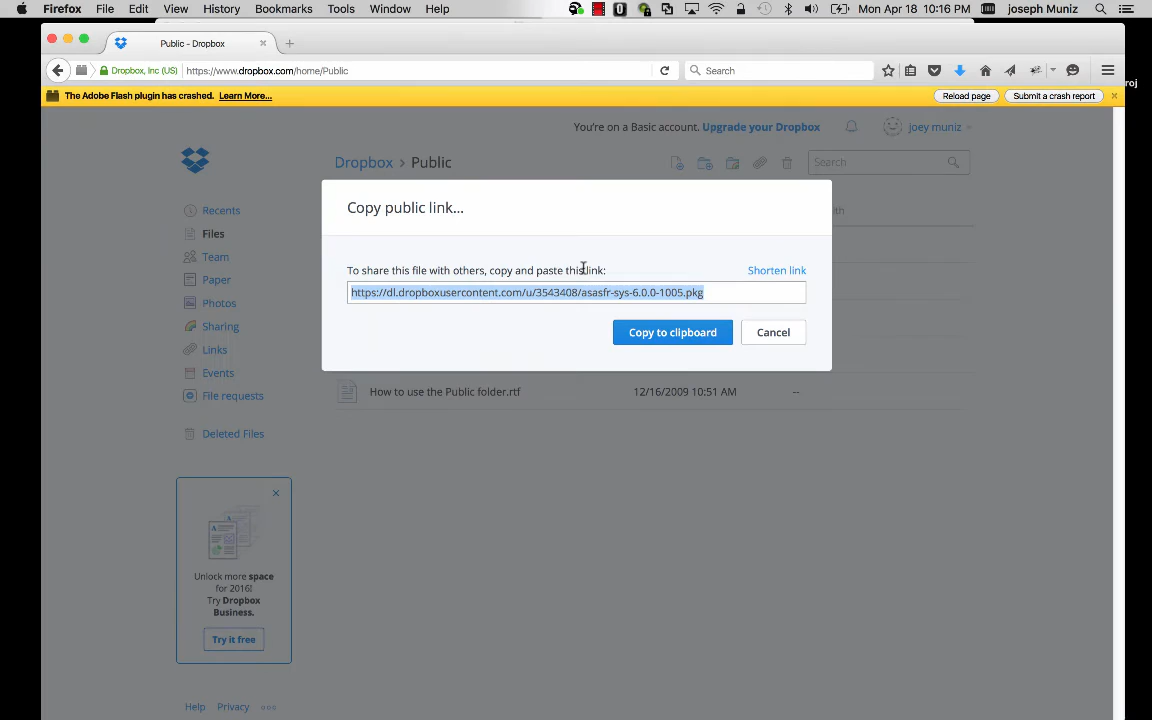 Firefox File Edit View History Bookmarks Tools Window Help Mon Apr 18 10:16 PM joseph Muniz
Public - Dropbox
Dropbox, Inc (US) https://www.dropbox.com/home/Public Search
The Adobe Flash plugin has crashed. Learn More... Reload page Submit a crash report
roj
You're on a Basic account. Upgrade your Dropbox joey muniz
Dropbox > Public Search
Copy public link...
Recents
Files
Team
Paper
Photos
Sharing
Links
Events
File requests
Deleted Files
To share this file with others, copy and paste this link: Shorten link
https://dl.dropboxusercontent.com/u/3543408/asasfr-sys-6.0.0-1005.pkg
Copy to clipboard Cancel
How to use the Public folder.rtf 12/16/2009 10:51 AM --
Unlock more space
for 2016!
Try Dropbox
Business.
Try it free
Help Privacy